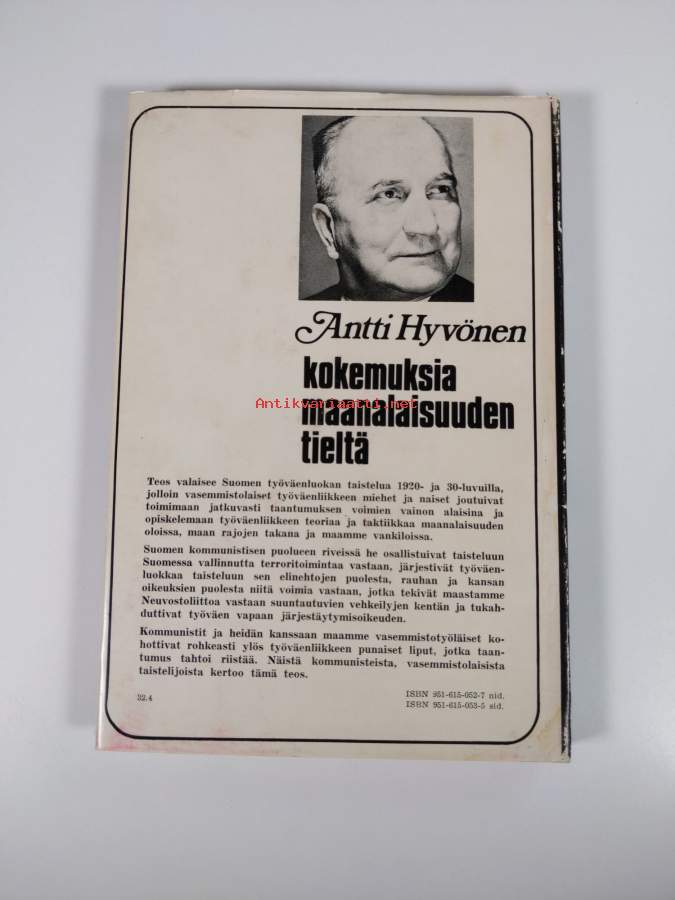 Antti Hyvönen
kokemuksia
Antikvariaatti.net
maanalaisuuden
tieltä
Teos valaisee Suomen työväenluokan taistelua 1920- ja 30-luvuilla,
jolloin vasemmistolaiset työväenliikkeen miehet ja naiset joutuivat
toimimaan jatkuvasti taantumuksen voimien vainon alaisina ja
opiskelemaan työväenliikkeen teoriaa ja taktiikkaa maanalaisuuden
oloissa, maan rajojen takana ja maamme vankiloissa.
Suomen kommunistisen puolueen riveissä he osallistuivat taisteluun
Suomessa vallinnutta terroritoimintaa vastaan, järjestivät työväen-
luokkaa taisteluun sen elinehtojen puolesta, rauhan ja kansan
oikeuksien puolesta niitä voimia vastaan, jotka tekivät maastamme
Neuvostoliittoa vastaan suuntautuvien vehkeilyjen kentän ja tukah-
duttivat työväen vapaan järjestäytymisoikeuden.
Kommunistit ja heidän kanssaan maamme vasemmistotyöläiset ko-
hottivat rohkeasti ylös työväenliikkeen punaiset liput, jotka taan-
tumus tahtoi riistää. Näistä kommunisteista, vasemmistolaisista
taistelijoista kertoo tämä teos.
32.4
ISBN 951-615-052-7 nid.
ISBN 951-615-053-5 sid.